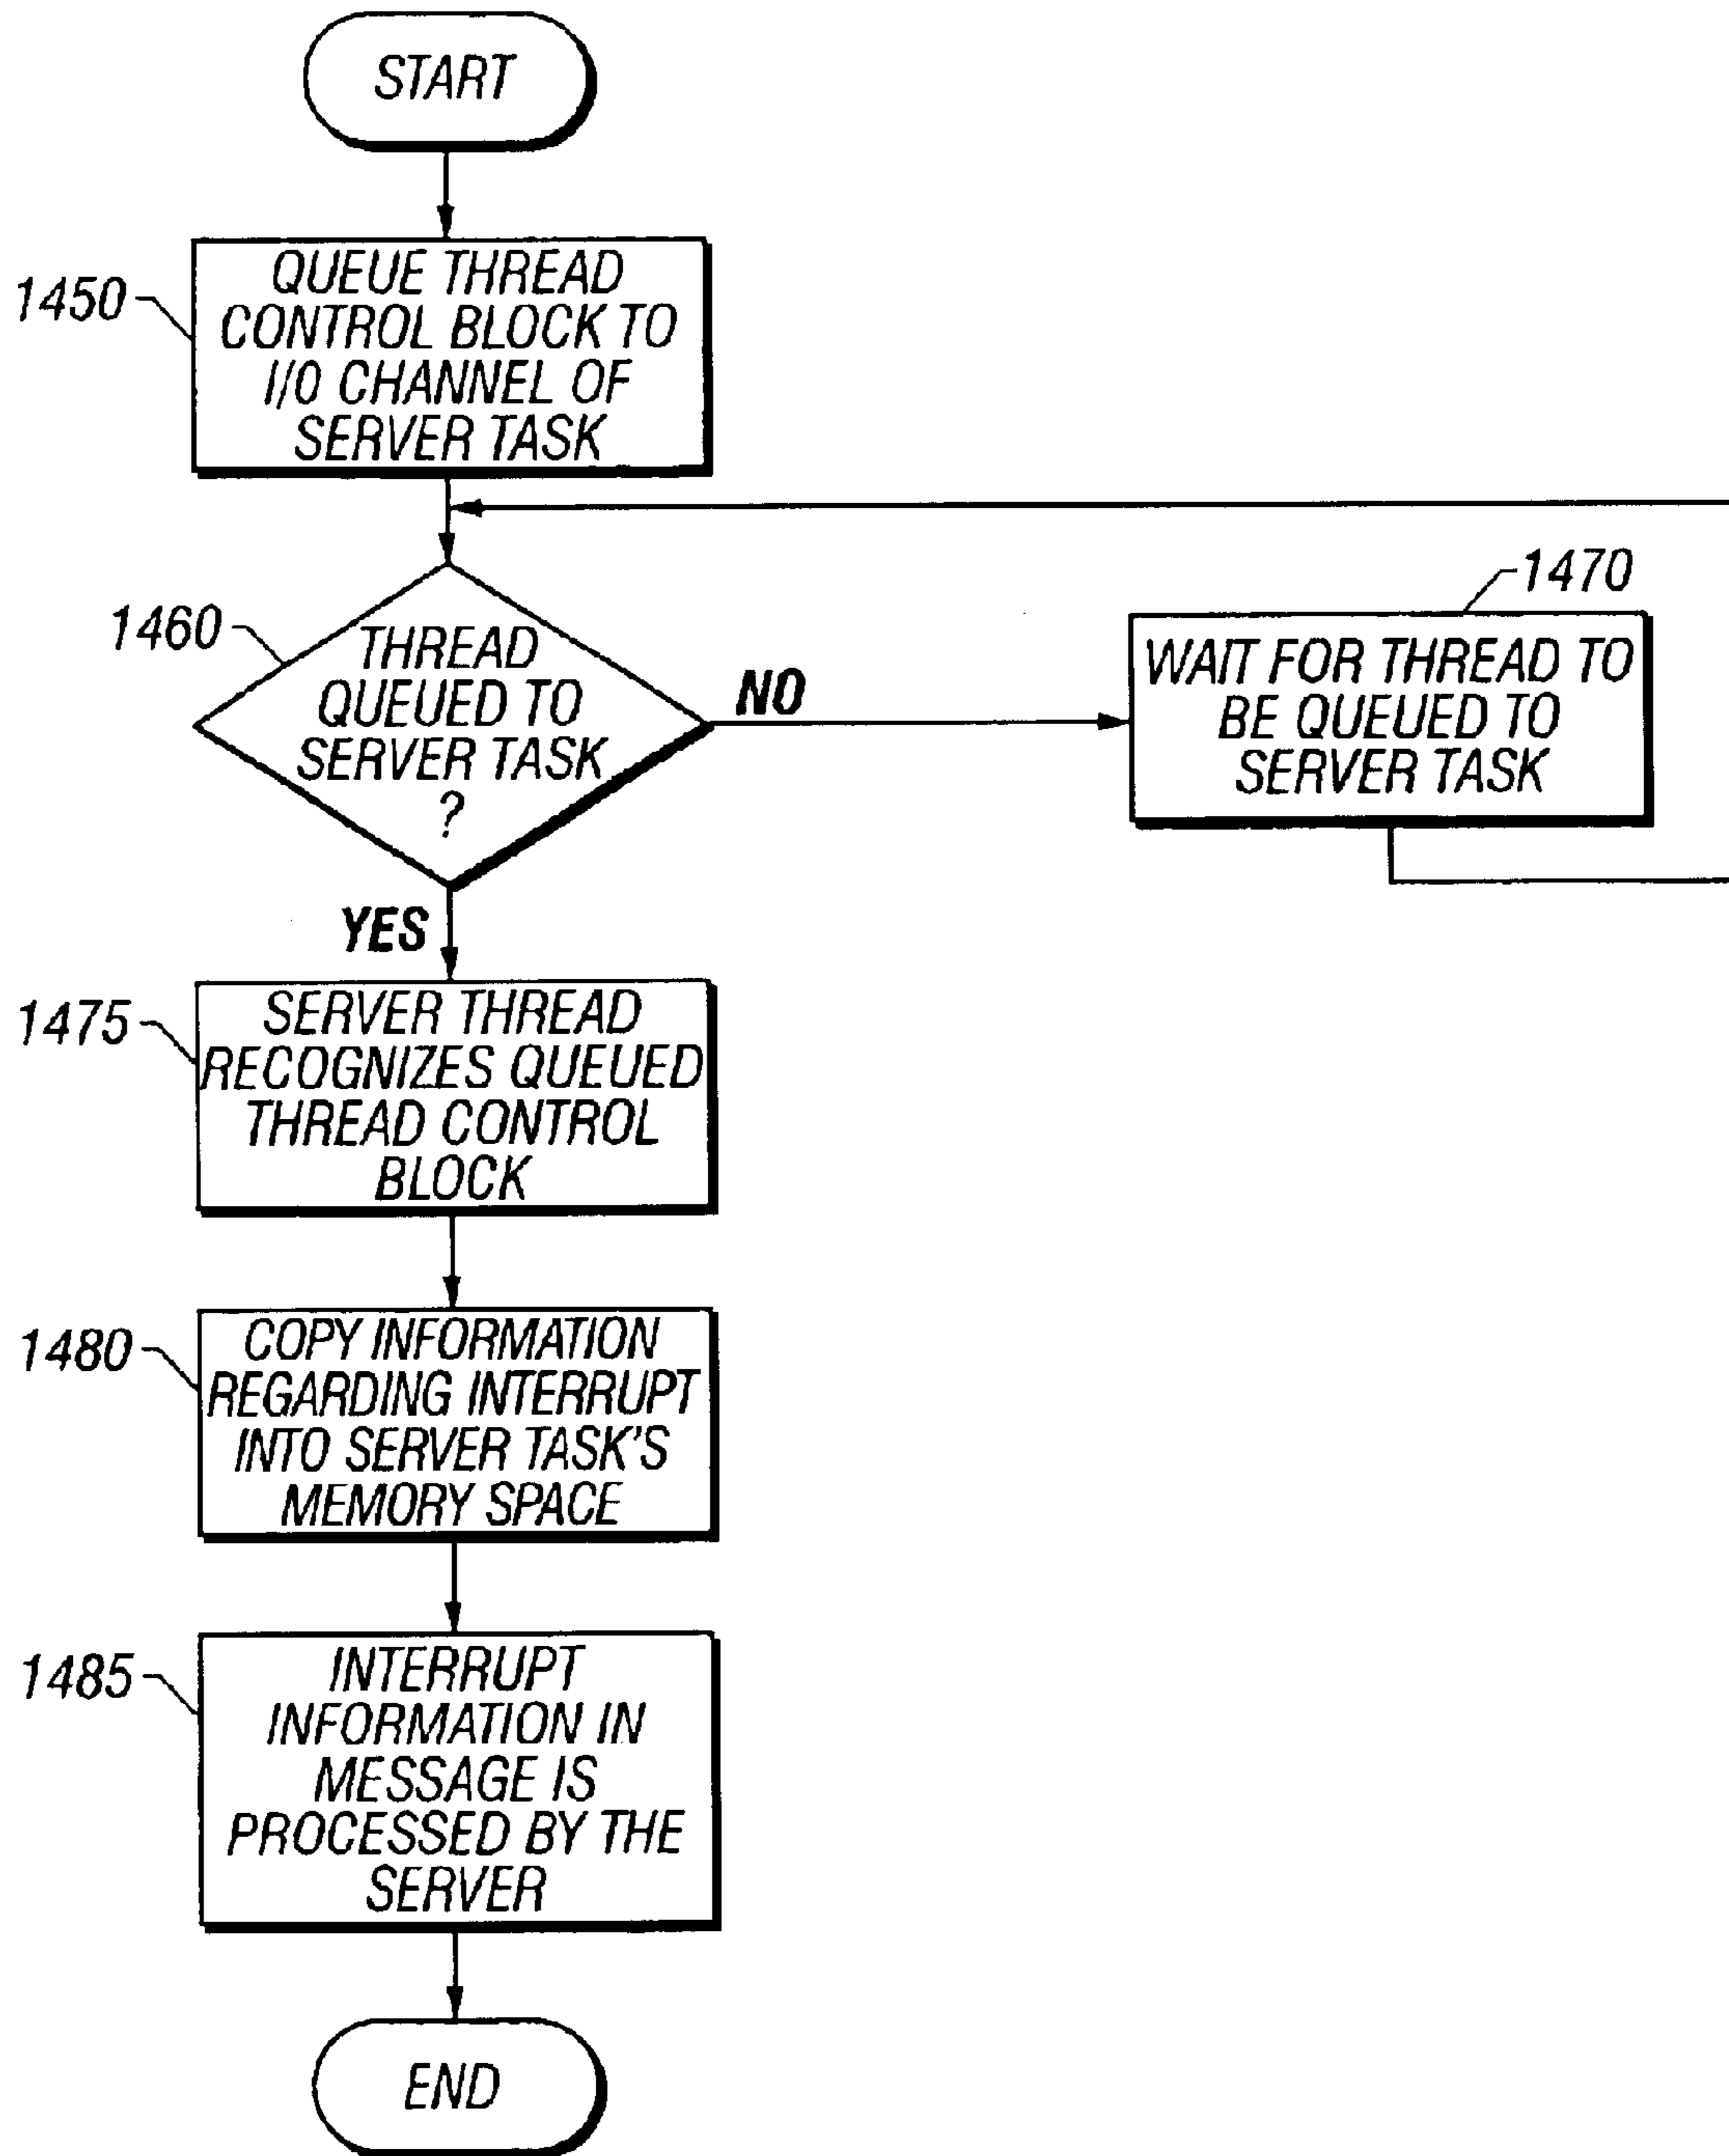 START
1450
QUEUE THREAD
CONTROL BLOCK TO
I/O CHANNEL OF
SERVER TASK
1460
THREAD
QUEUED TO
SERVER TASK
?
NO
1470
WAIT FOR THREAD TO
BE QUEUED TO
SERVER TASK
YES
1475
SERVER THREAD
RECOGNIZES QUEUED
THREAD CONTROL
BLOCK
1480
COPY INFORMATION
REGARDING INTERRUPT
INTO SERVER TASK'S
MEMORY SPACE
1485
INTERRUPT
INFORMATION IN
MESSAGE IS
PROCESSED BY THE
SERVER
END